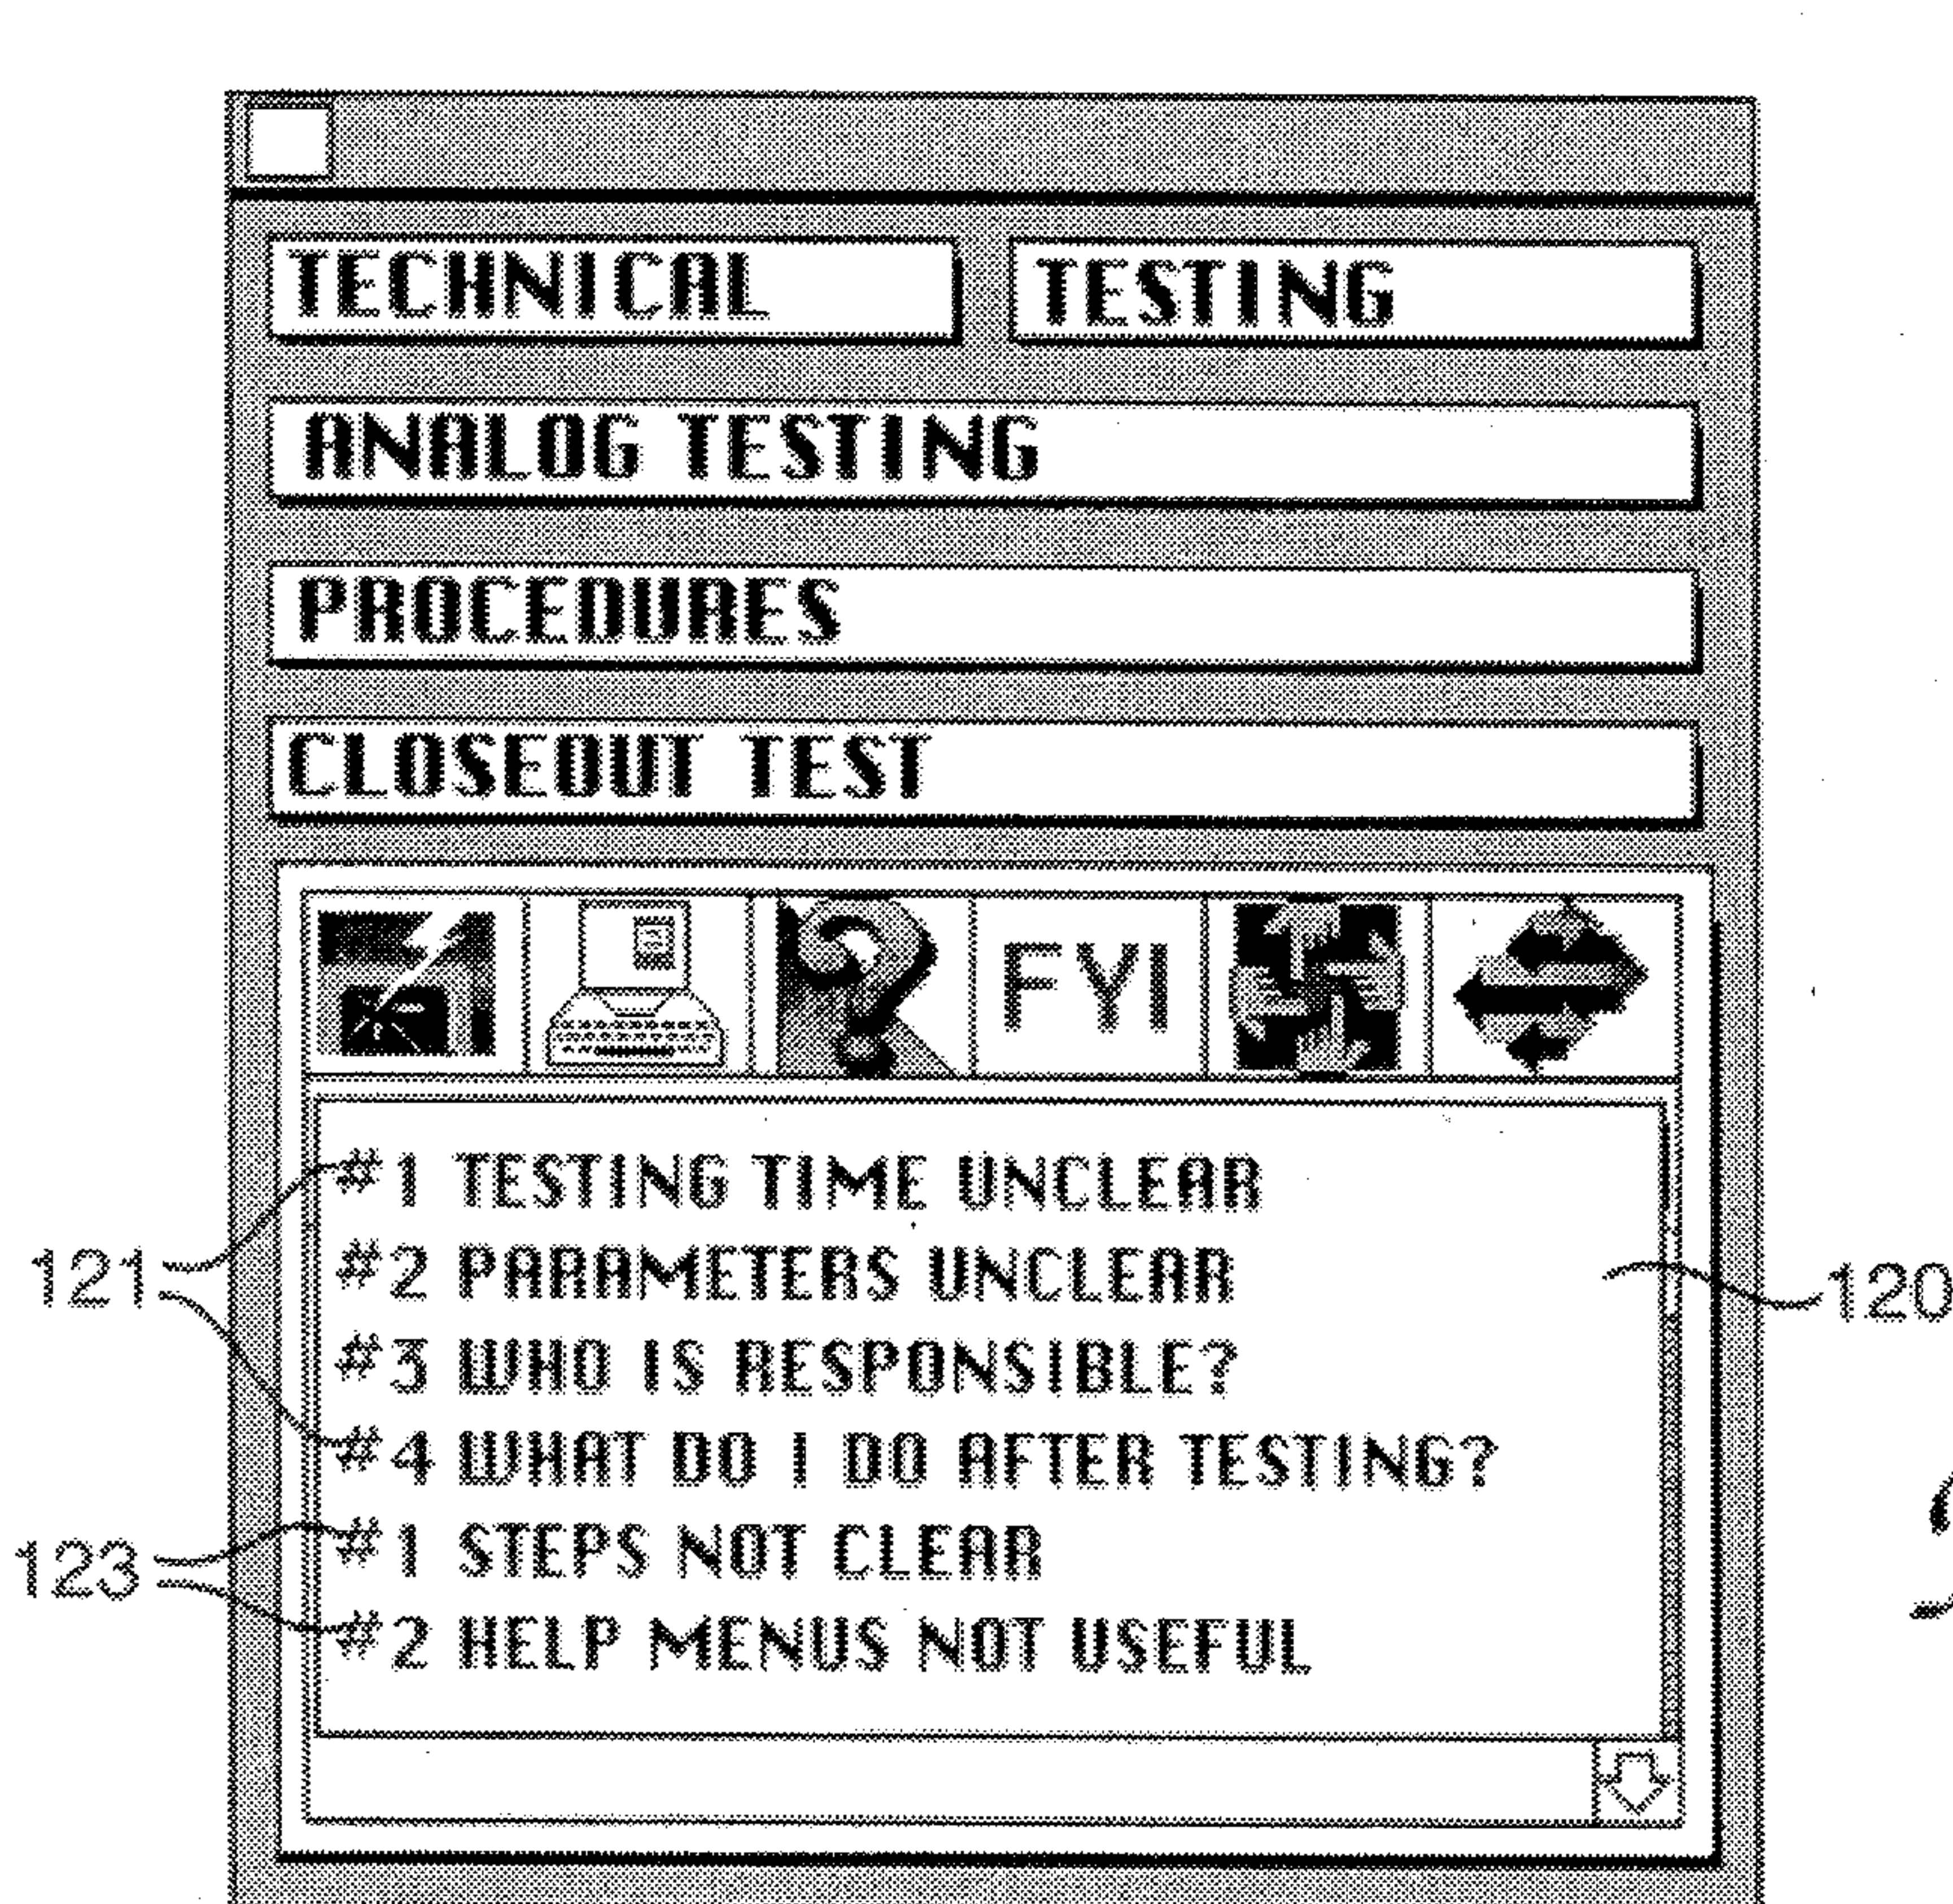 TECHNICAL TESTING
ANALOG TESTING
PROCEDURES
CLOSEOUT TEST
FYI
#1 TESTING TIME UNCLEAR
#2 PARAMETERS UNCLEAR
121
120
#3 WHO IS RESPONSIBLE?
#4 WHAT DO I DO AFTER TESTING?
#1 STEPS NOT CLEAR
123
#2 HELP MENUS NOT USEFUL